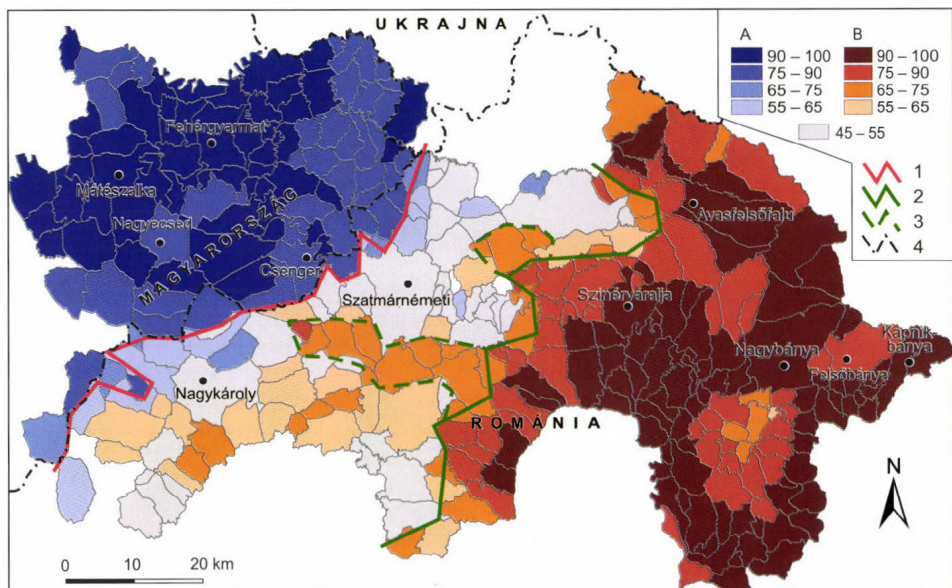 UKRAJNA
A B
90 – 100 90 – 100
75 – 90 75 – 90
65 – 75 65 – 75
55 – 65 55 – 65
45 – 55
1
2
3
4
Fehérgyarmat
Mátészalka
Nagyecsed
MAGYARORSZÁG
Csenger
Avasfelsőfalu
Szatmárnémeti
Szinérváralja
Kapnik-
bánya
Nagybánya
Felsőbánya
Nagykároly
ROMÁNIA
N
0 10 20 km